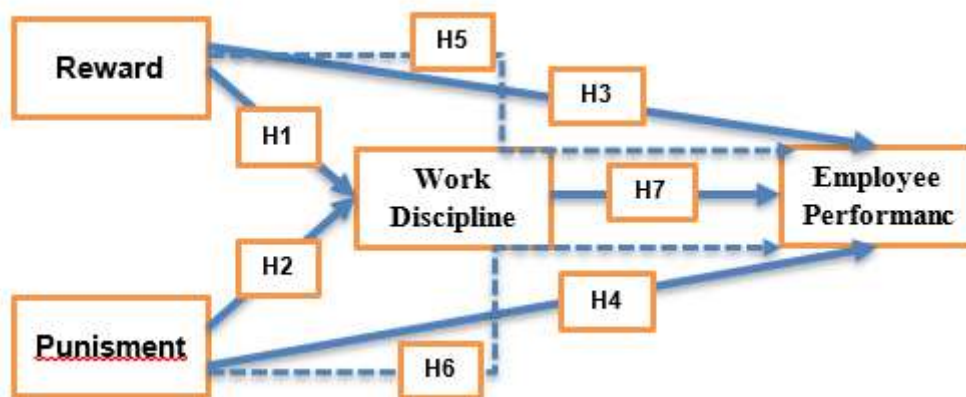 H5
Reward
H3
H1
Work
Discipline
H7
Employee
Performanc
H2
H4
Punisment
H6